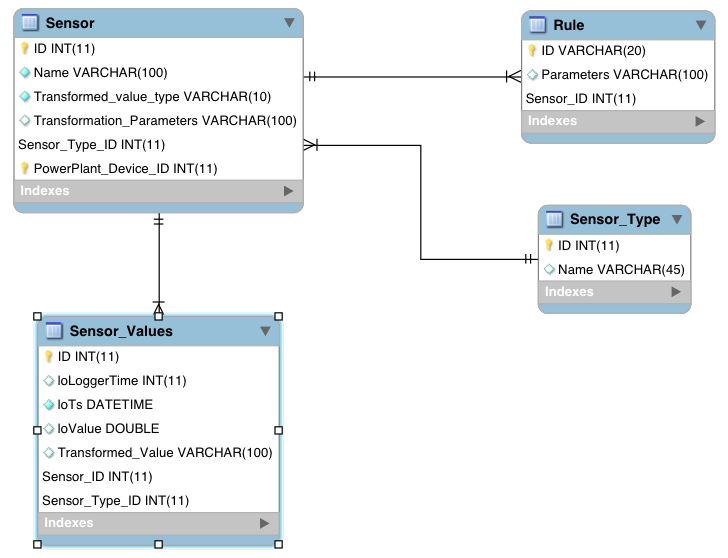 Sensor
ID INT(11)
Name VARCHAR(100)
Transformed_value_type VARCHAR(10)
Transformation_Parameters VARCHAR(100)
Sensor_Type_ID INT(11)
PowerPlant_Device_ID INT(11)
Indexes
Rule
ID VARCHAR(20)
Parameters VARCHAR(100)
Sensor_ID INT(11)
Indexes
Sensor_Type
ID INT(11)
Name VARCHAR(45)
Indexes
Sensor_Values
ID INT(11)
loLoggerTime INT(11)
loTs DATETIME
loValue DOUBLE
Transformed_Value VARCHAR(100)
Sensor_ID INT(11)
Sensor_Type_ID INT(11)
Indexes